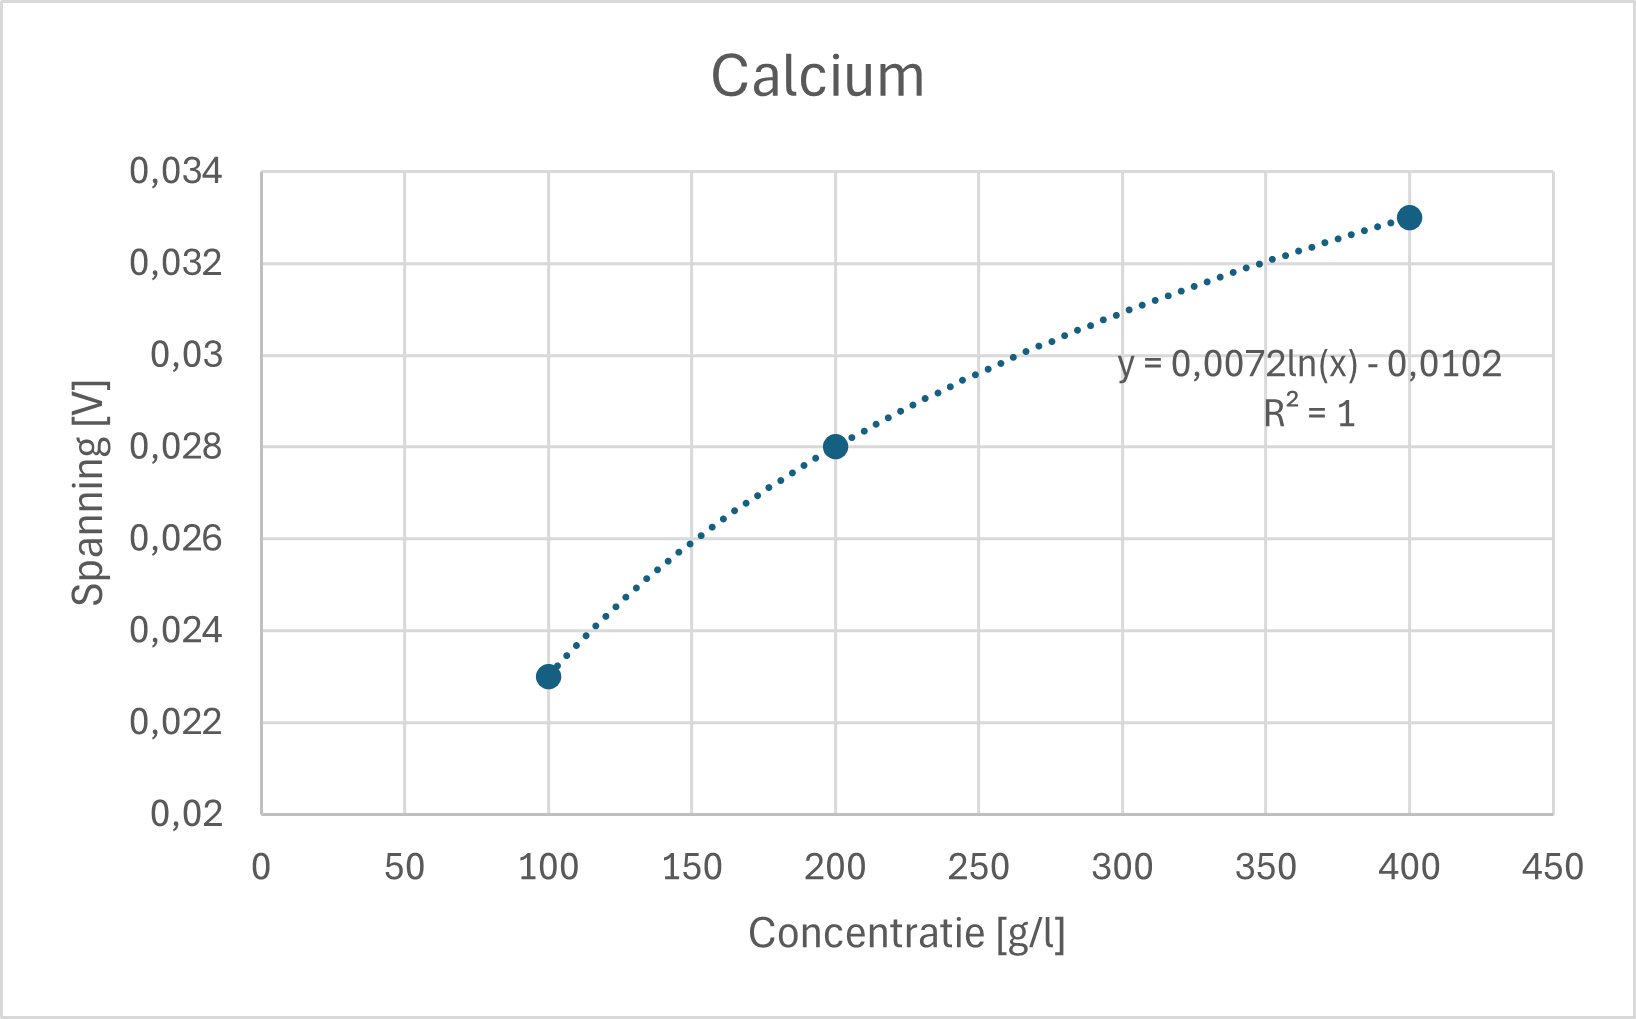 Calcium
0,034
0,032
0,03
0,028
0,026
0,024
0,022
0,02
Spanning [V]
y = 0,0072ln(x) - 0,0102
R² = 1
0 50 100 150 200 250 300 350 400 450
Concentratie [g/l]